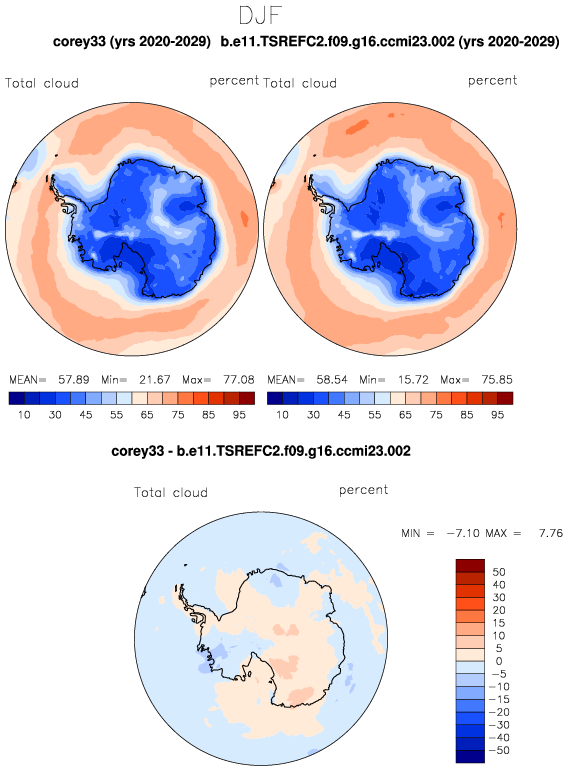 DJF
corey33 (yrs 2020-2029) b.e11.TSREFC2.f09.g16.ccmi23.002 (yrs 2020-2029)
Total cloud percent Total cloud percent
MEAN= 57.89 Min= 21.67 Max= 77.08 MEAN= 58.54 Min= 15.72 Max= 75.85
10 30 45 55 65 75 85 95 10 30 45 55 65 75 85 95
corey33 - b.e11.TSREFC2.f09.g16.ccmi23.002
Total cloud percent
MIN = -7.10 MAX = 7.76
50
40
30
20
15
10
5
0
-5
-10
-15
-20
-30
-40
-50